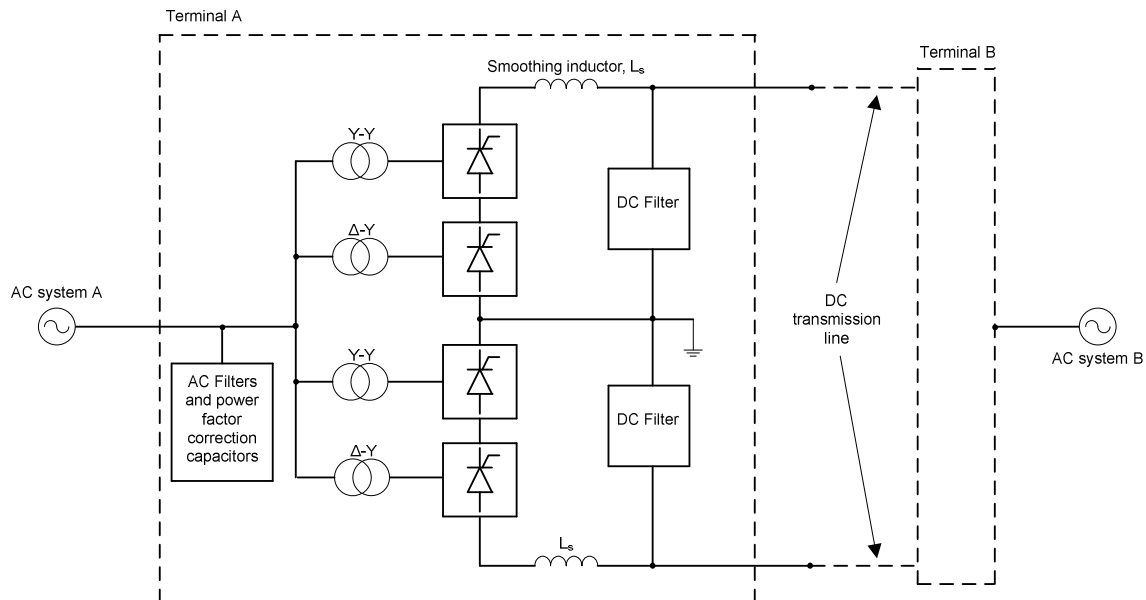 Terminal A
Smoothing inductor, Lₛ
Terminal B
Y-Y
DC Filter
Δ-Y
AC system A
DC
transmission
line
AC system B
Y-Y
AC Filters
and power
factor
correction
capacitors
DC Filter
Δ-Y
Lₛ